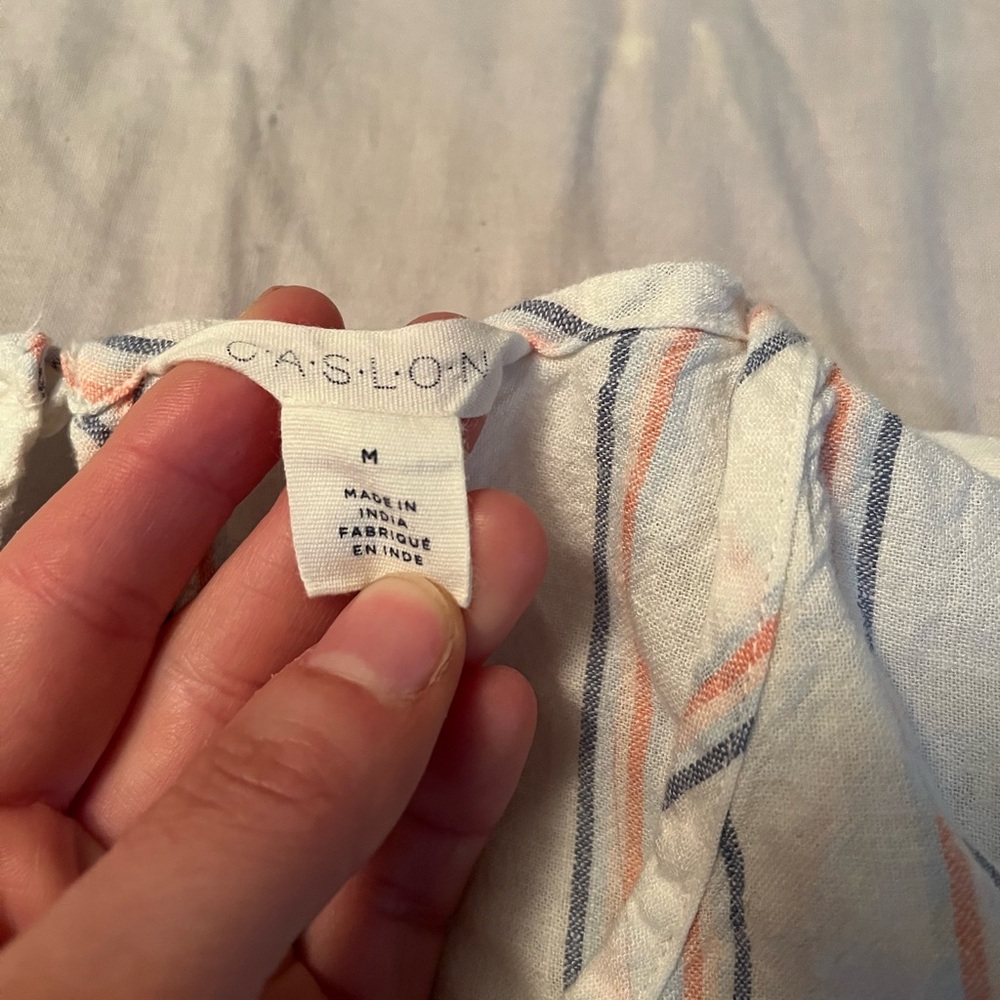 C·A·S·L·O·N
M
MADE IN
INDIA
FABRIQUÉ
EN INDE